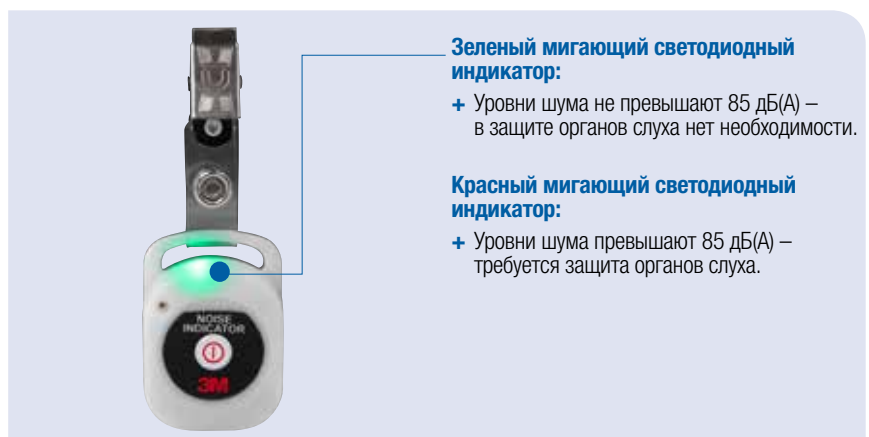 Зеленый мигающий светодиодный
индикатор:
+ Уровни шума не превышают 85 дБ(А) –
в защите органов слуха нет необходимости.
Красный мигающий светодиодный
индикатор:
+ Уровни шума превышают 85 дБ(А) –
требуется защита органов слуха.
NOISE
INDICATOR
3M